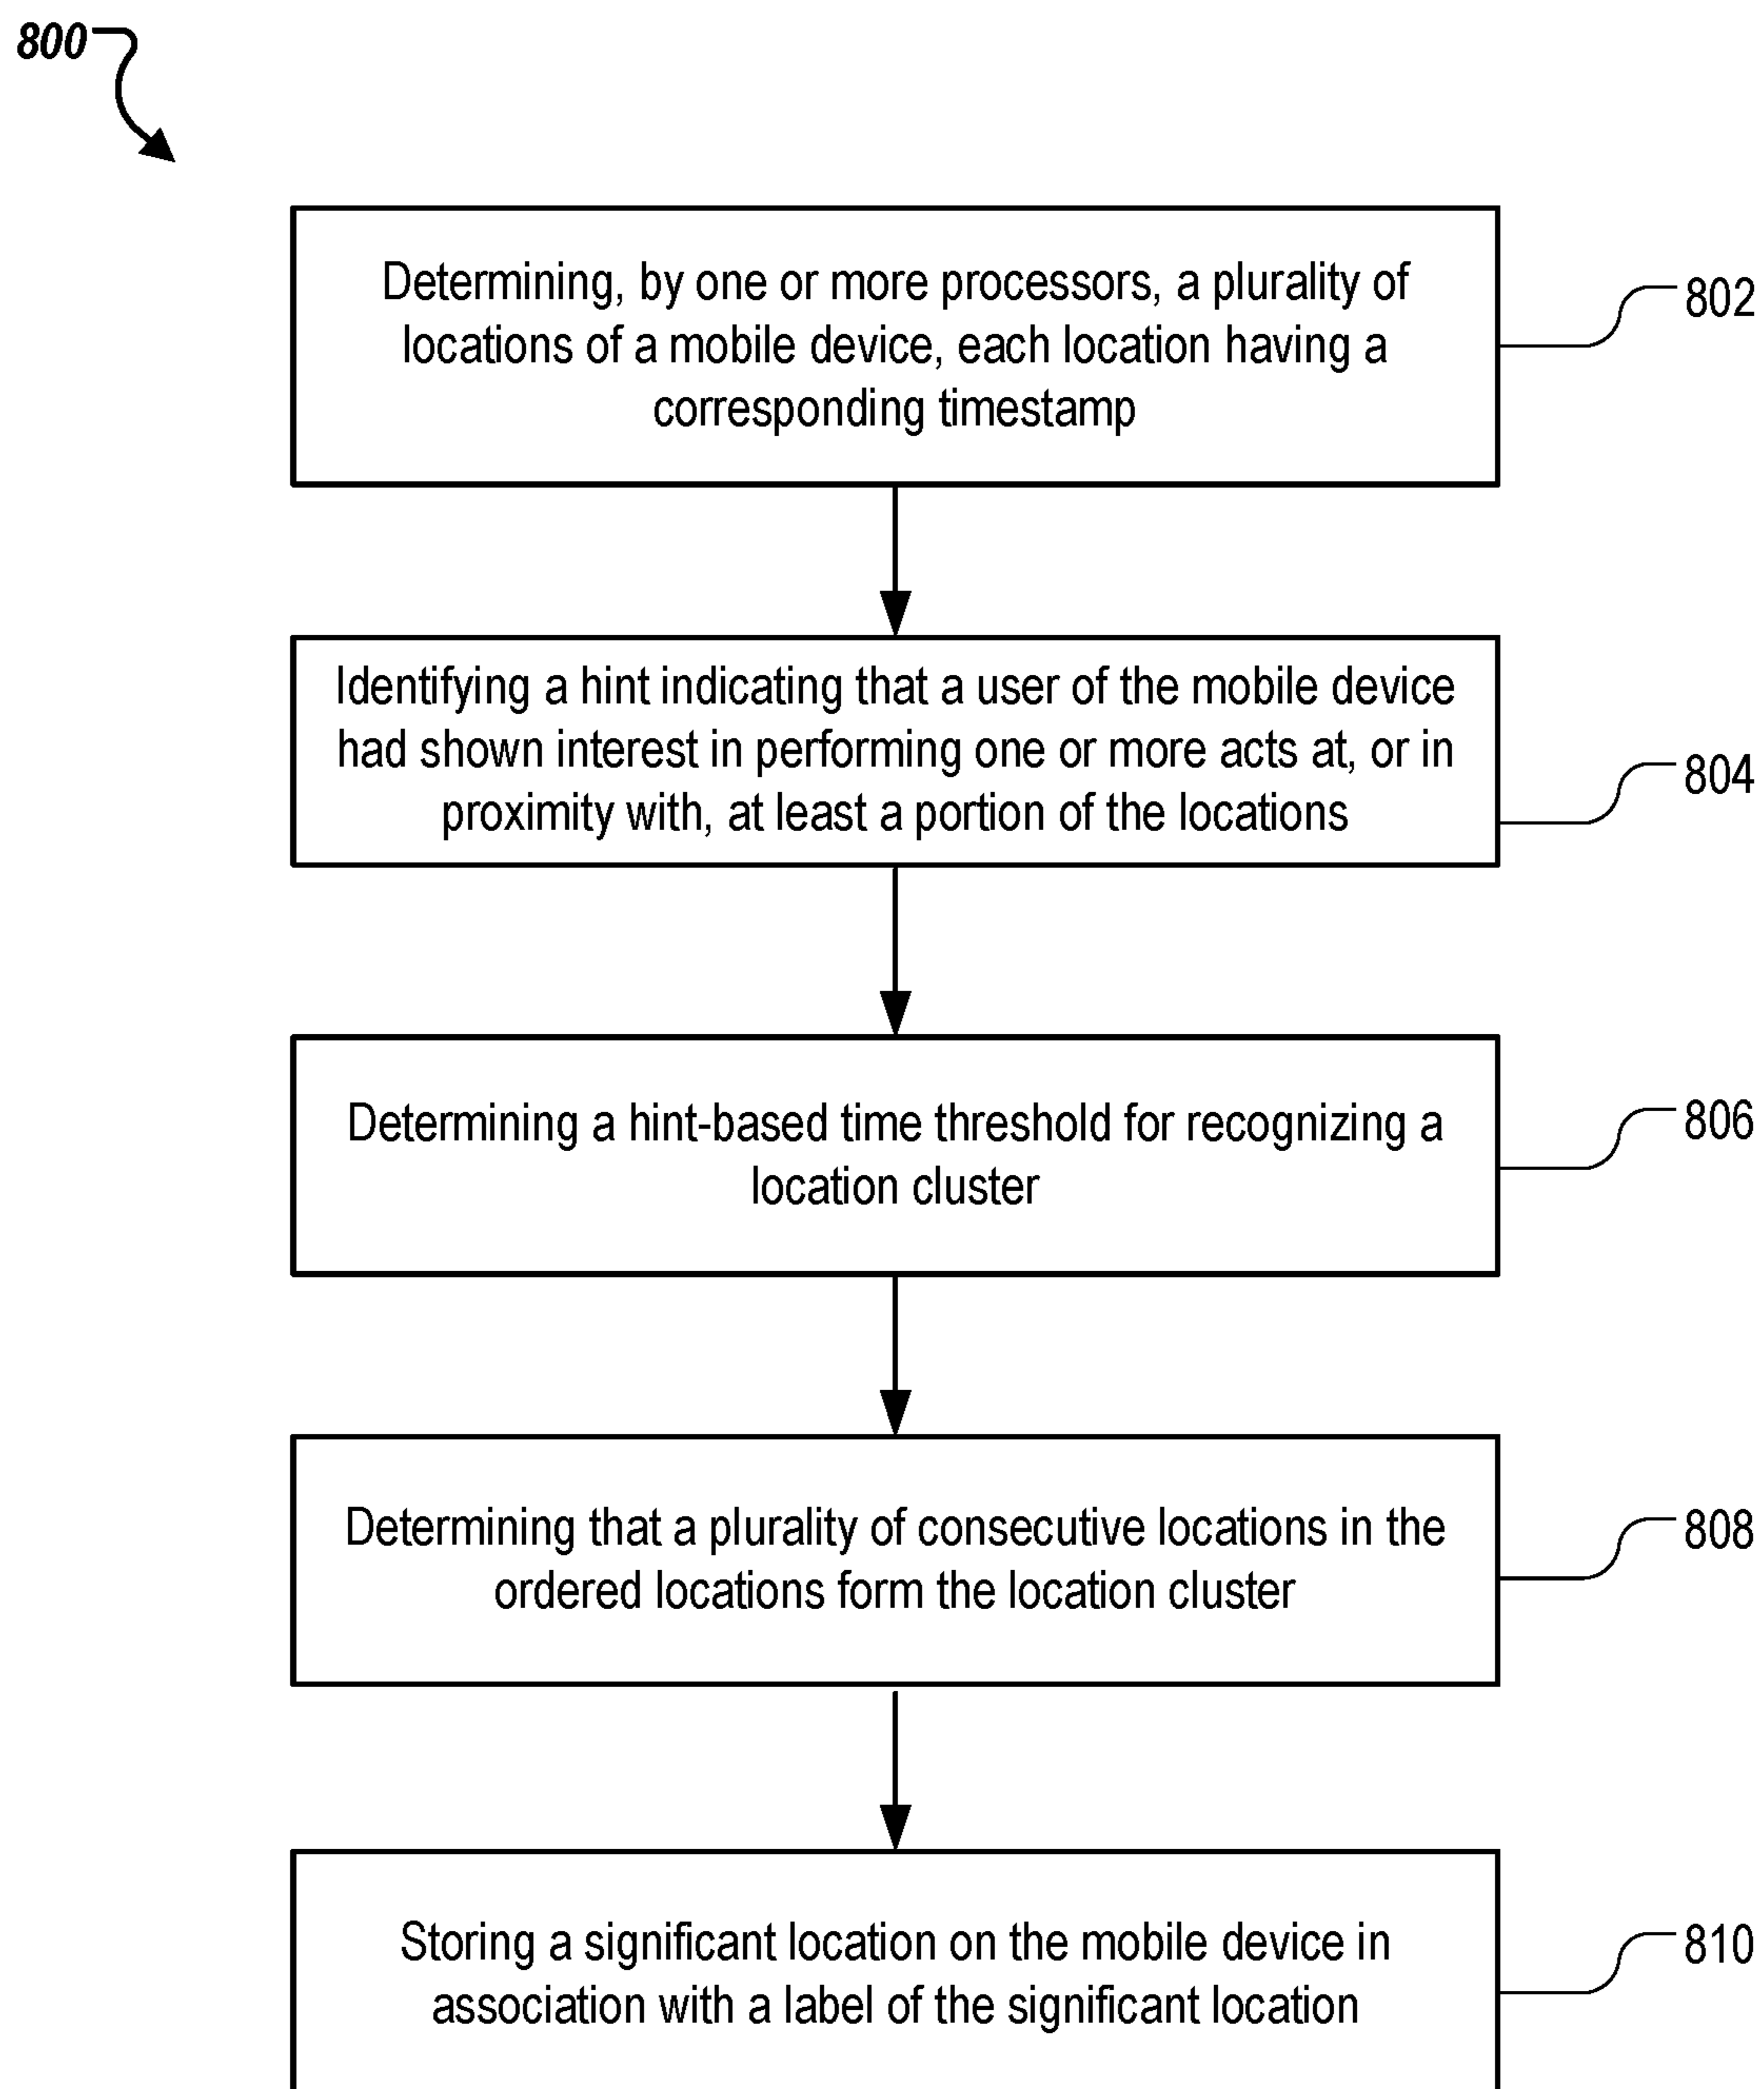 800
Determining, by one or more processors, a plurality of
locations of a mobile device, each location having a
corresponding timestamp
802
Identifying a hint indicating that a user of the mobile device
had shown interest in performing one or more acts at, or in
proximity with, at least a portion of the locations
804
Determining a hint-based time threshold for recognizing a
location cluster
806
Determining that a plurality of consecutive locations in the
ordered locations form the location cluster
808
Storing a significant location on the mobile device in
association with a label of the significant location
810